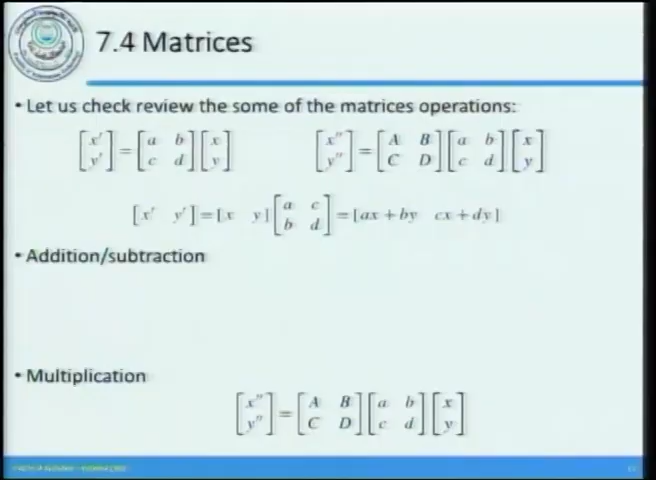 7.4 Matrices
• Let us check review the some of the matrices operations:
[x′ y′] = [a b c d] [x y]   [x″ y″] = [A B C D] [a b c d] [x y]
[x′ y′] = [x y] [a c b d] = [ax + by cx + dy]
• Addition/subtraction
• Multiplication
[x″ y″] = [A B C D] [a b c d] [x y]